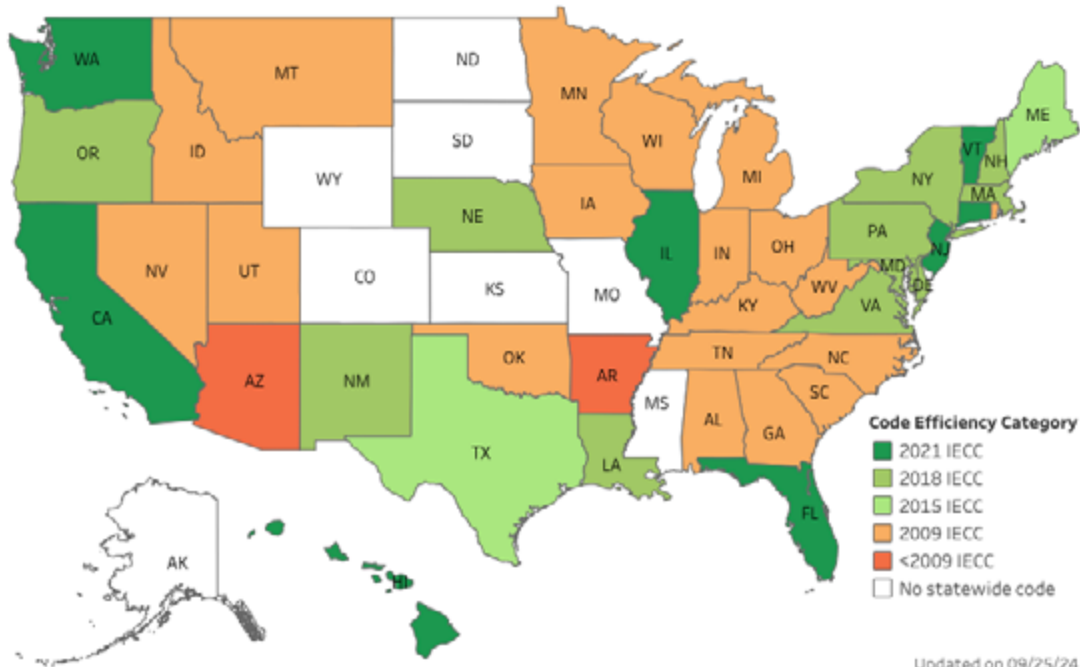 WA
MT
ND
MN
ME
OR
ID
SD
WI
VT
NH
WY
MI
NY
MA
NE
IA
PA
NV
UT
CO
IL
IN
OH
NJ
KS
MO
MD
DE
WV
VA
KY
CA
AZ
NM
OK
AR
TN
NC
SC
MS
AL
GA
TX
LA
FL
AK
HI
Code Efficiency Category
2021 IECC
2018 IECC
2015 IECC
2009 IECC
<2009 IECC
No statewide code
Updated on 09/25/24